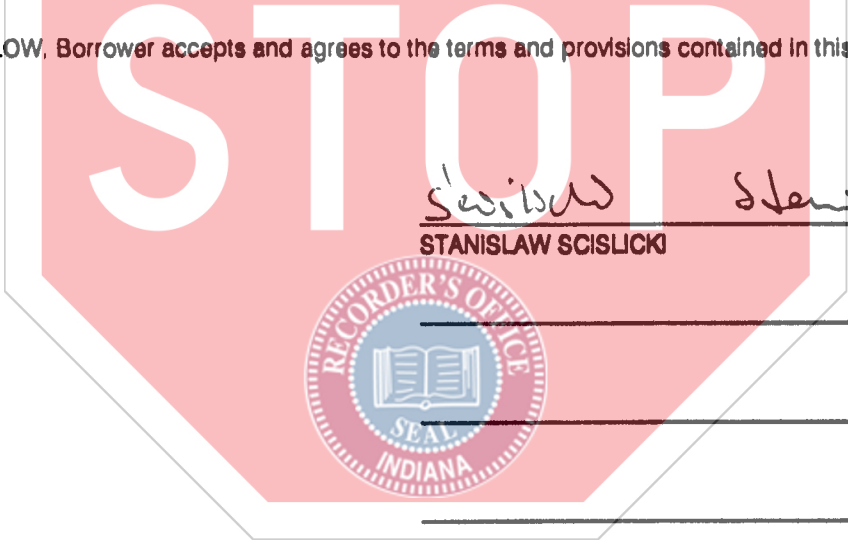 STOP
LOW, Borrower accepts and agrees to the terms and provisions contained in this
STANISLAW SCISLICKI
RECORDER'S OFFICE
SEAL
INDIANA